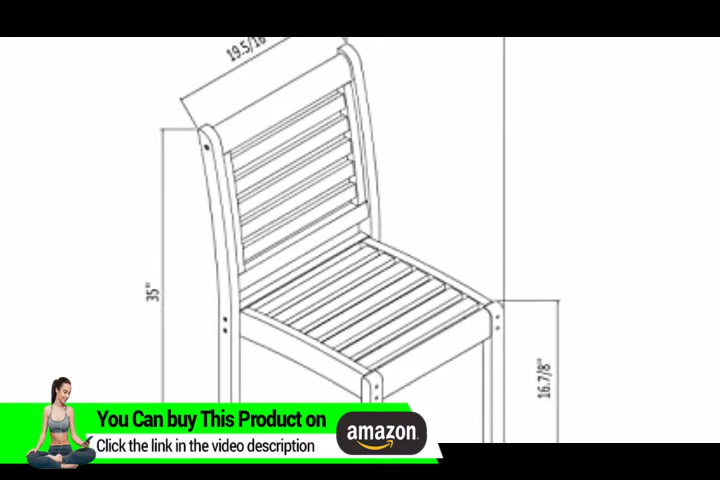 19.5/16
35"
16.7/8"
You Can buy This Product on
Click the link in the video description
amazon